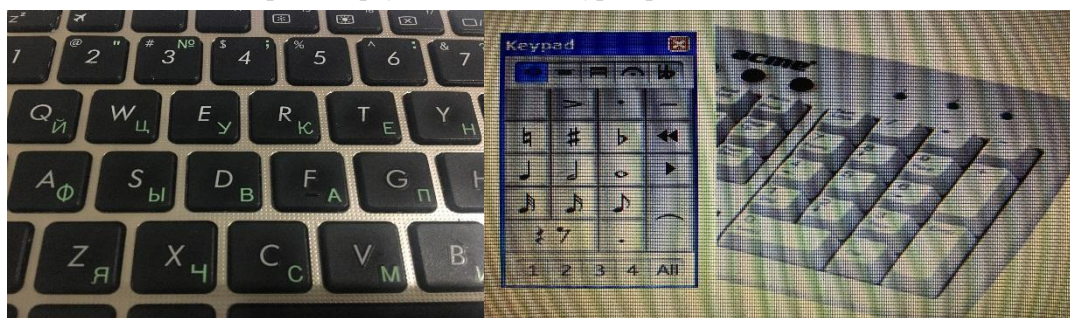 z
1 @ 2 " # 3 № $ 4 ; % 5 ^ 6 : & 7
Q Й W Ц E У R К T Е Y Н
A Ф S Ы D В F А G П
Z Я X Ч C С V М B
Keypad
acme
1 2 3 4 All